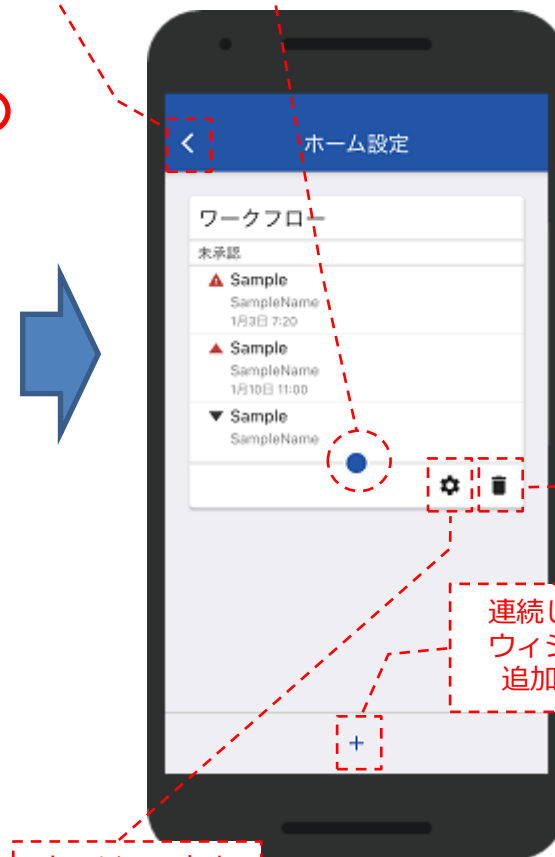 ホーム設定
ワークフロー
未承認
Sample
SampleName
1月3日 7:20
Sample
SampleName
1月10日 11:00
Sample
SampleName
連続し
ウィジ
追加